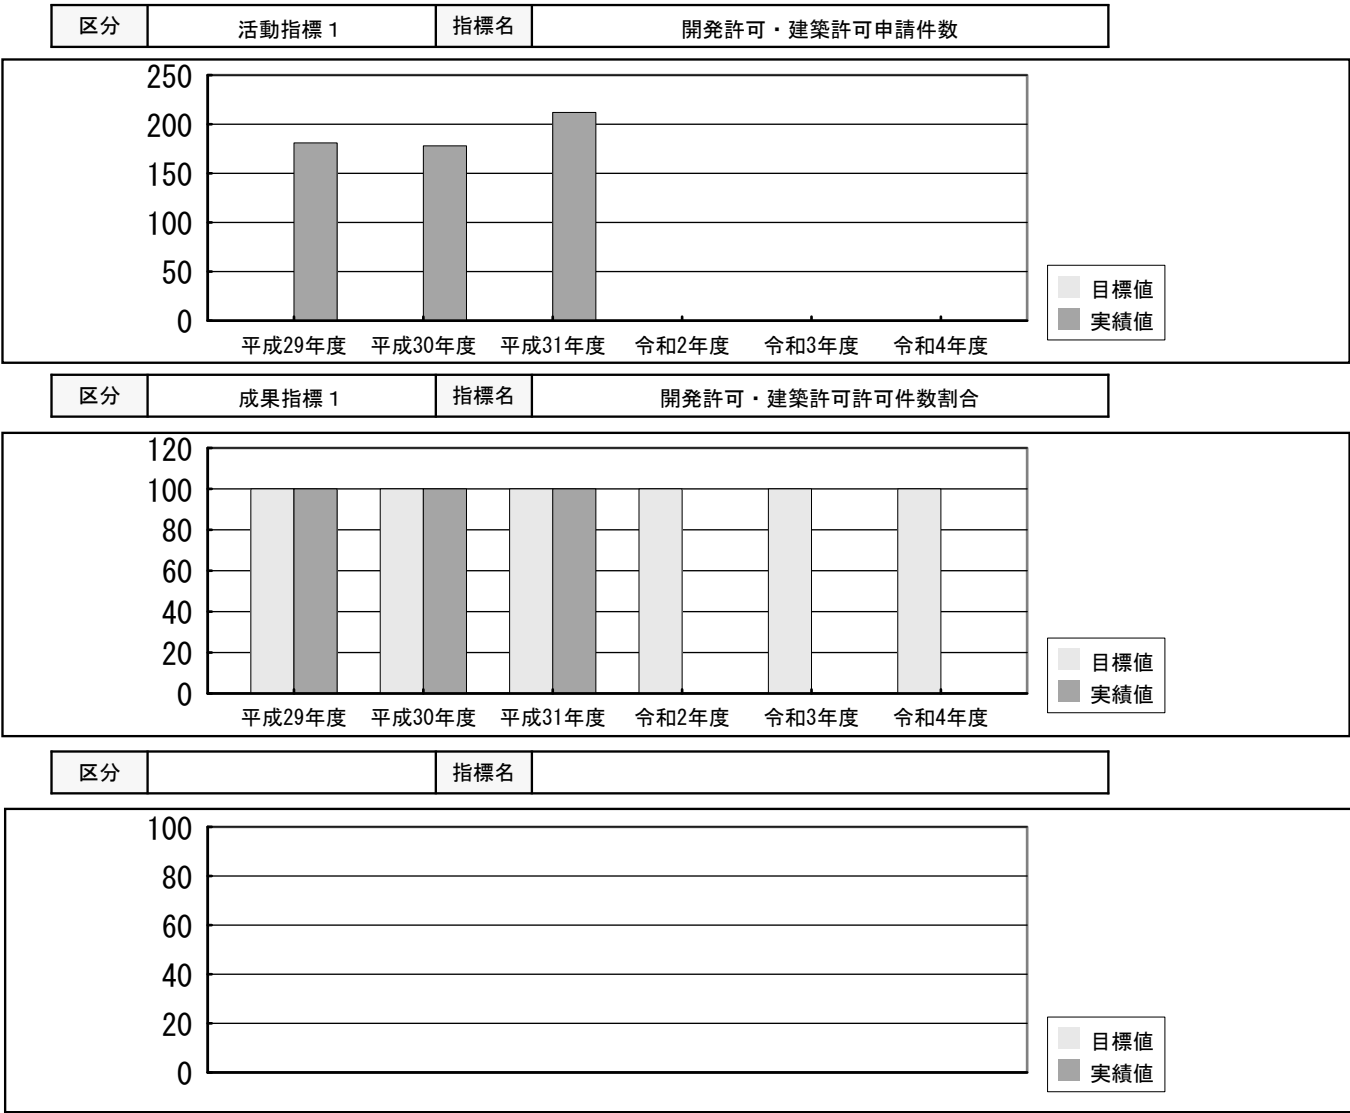 区分 活動指標１ 指標名 開発許可・建築許可申請件数
250
200
150
100
50
0
平成29年度 平成30年度 平成31年度 令和2年度 令和3年度 令和4年度
目標値
実績値
区分 成果指標１ 指標名 開発許可・建築許可許可件数割合
120
100
80
60
40
20
0
平成29年度 平成30年度 平成31年度 令和2年度 令和3年度 令和4年度
目標値
実績値
区分 指標名
100
80
60
40
20
0
目標値
実績値